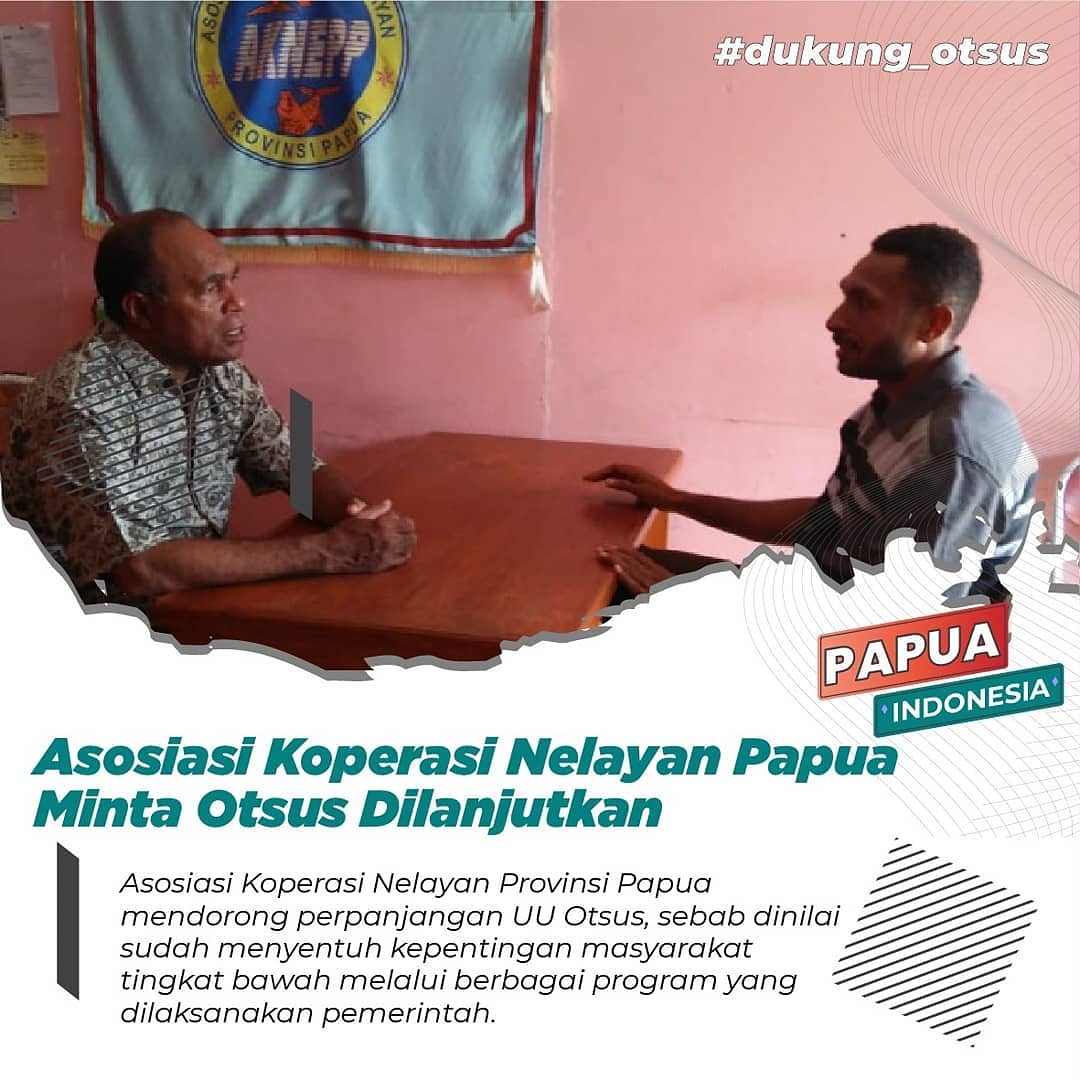 #dukung_otsus
AKNEPP
PROVINSI PAPUA
PAPUA
INDONESIA
Asosiasi Koperasi Nelayan Papua
Minta Otsus Dilanjutkan
Asosiasi Koperasi Nelayan Provinsi Papua
mendorong perpanjangan UU Otsus, sebab dinilai
sudah menyentuh kepentingan masyarakat
tingkat bawah melalui berbagai program yang
dilaksanakan pemerintah.